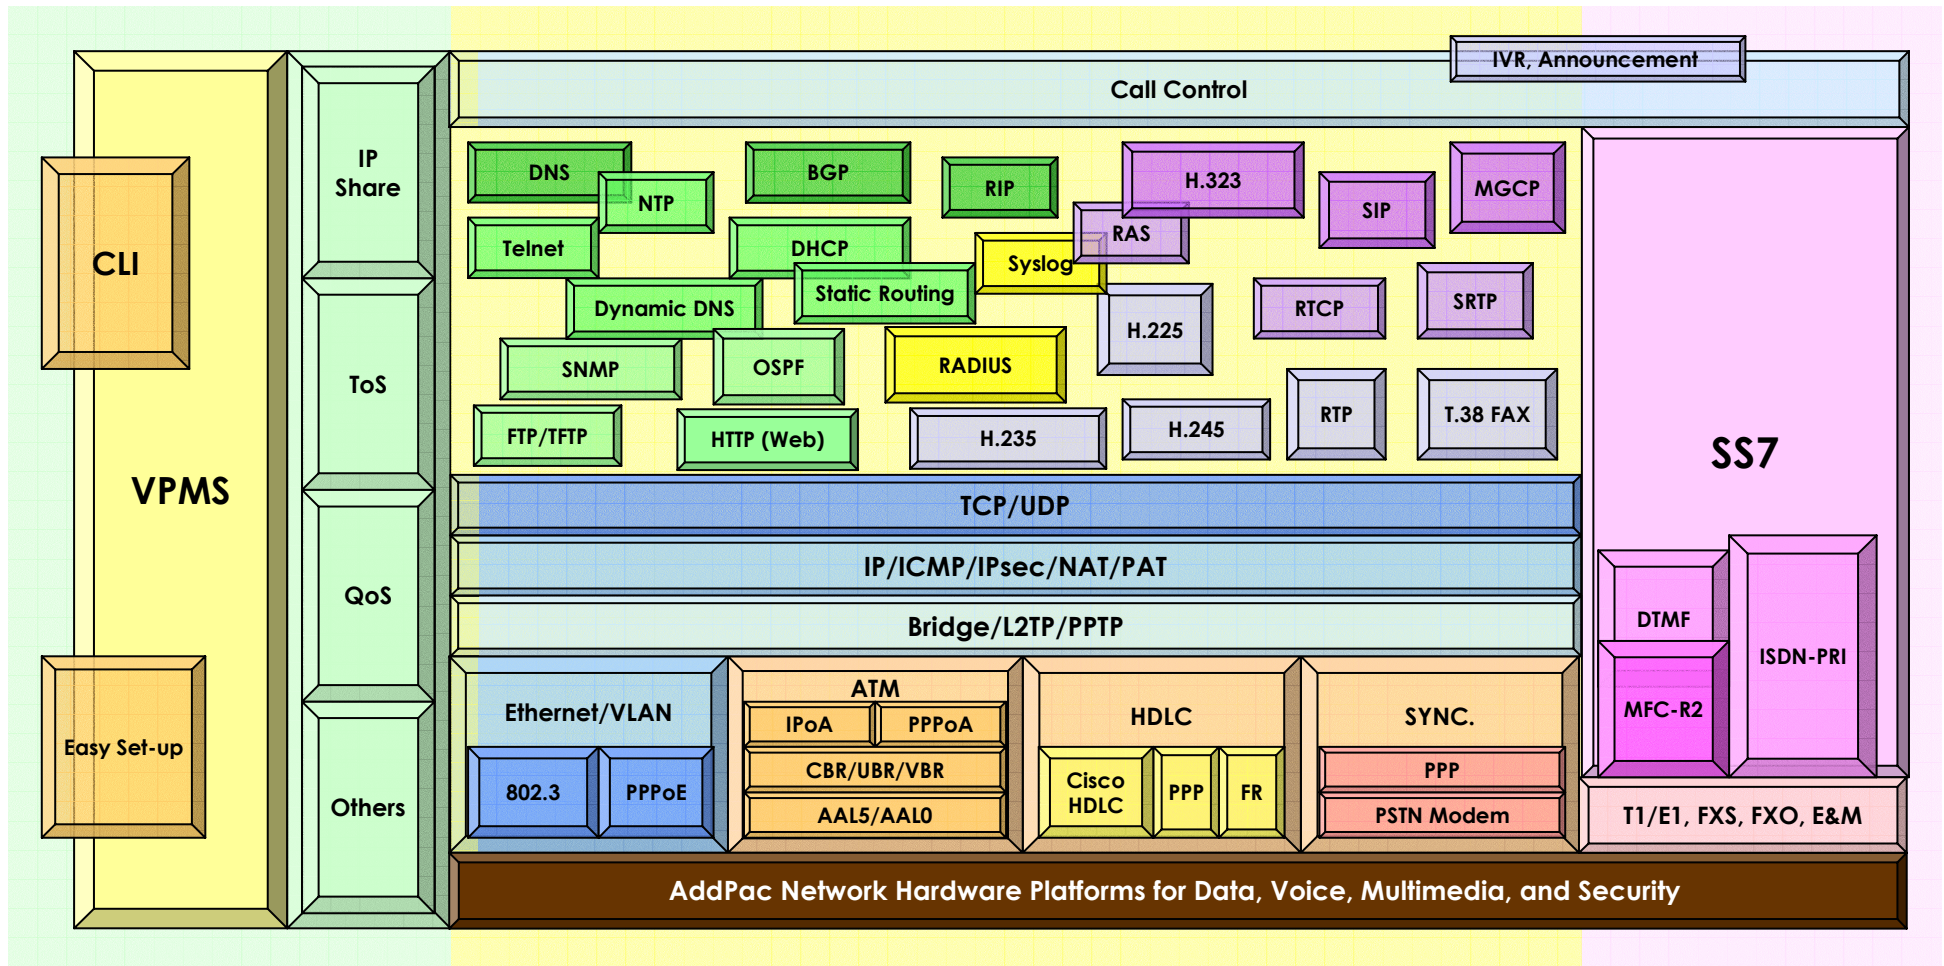 IVR, Announcement
Call Control
CLI
VPMS
Easy Set-up
IP
Share
ToS
QoS
Others
DNS
NTP
BGP
RIP
H.323
SIP
MGCP
Telnet
DHCP
Syslog
RAS
Dynamic DNS
Static Routing
H.225
RTCP
SRTP
SNMP
OSPF
RADIUS
RTP
T.38 FAX
FTP/TFTP
HTTP (Web)
H.235
H.245
TCP/UDP
IP/ICMP/IPsec/NAT/PAT
Bridge/L2TP/PPTP
Ethernet/VLAN
802.3
PPPoE
ATM
IPoA
PPPoA
CBR/UBR/VBR
AAL5/AAL0
HDLC
Cisco
HDLC
PPP
FR
SYNC.
PPP
PSTN Modem
SS7
DTMF
MFC-R2
ISDN-PRI
T1/E1, FXS, FXO, E&M
AddPac Network Hardware Platforms for Data, Voice, Multimedia, and Security